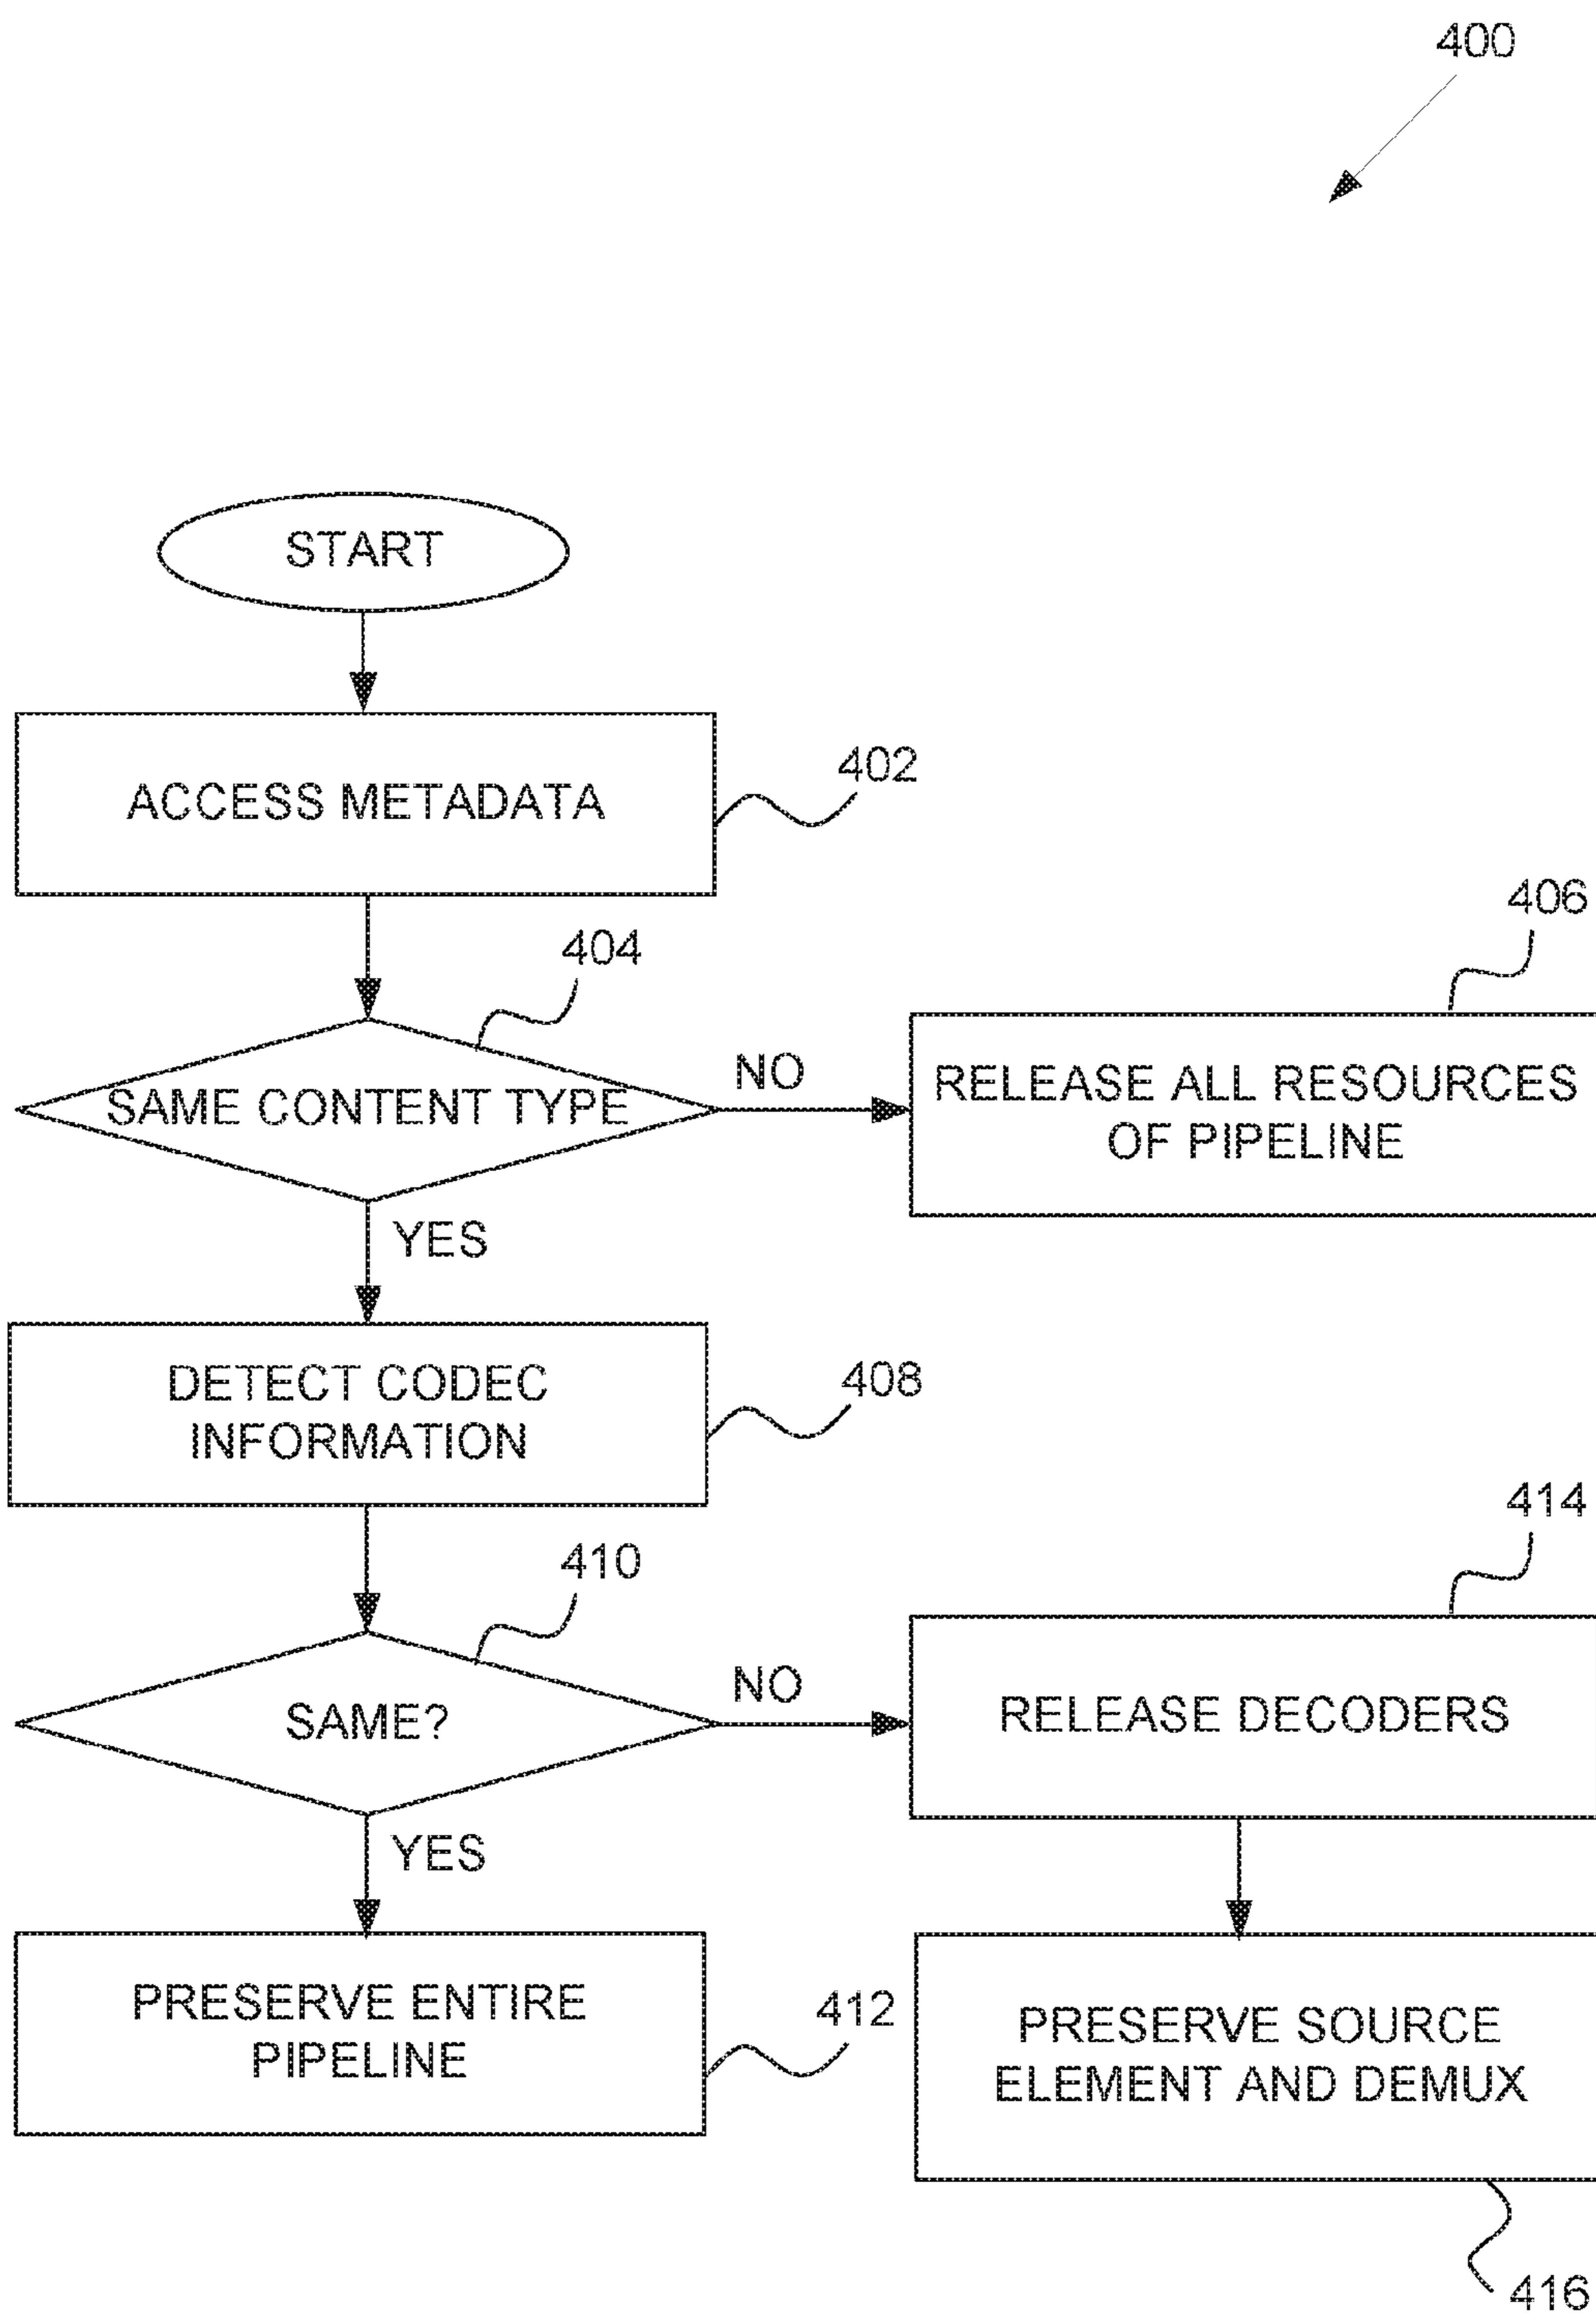 400
START
ACCESS METADATA
402
404
406
SAME CONTENT TYPE
NO
RELEASE ALL RESOURCES
OF PIPELINE
YES
DETECT CODEC
INFORMATION
408
410
414
SAME?
NO
RELEASE DECODERS
YES
PRESERVE ENTIRE
PIPELINE
412
PRESERVE SOURCE
ELEMENT AND DEMUX
416